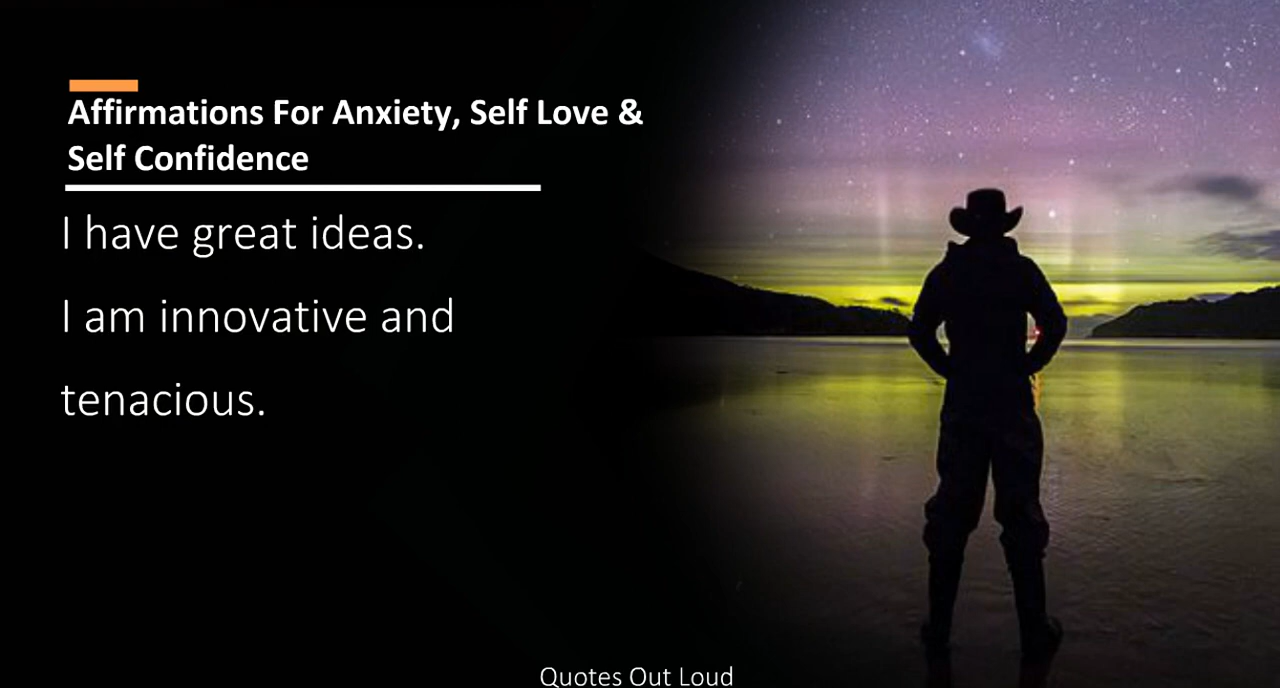 Affirmations For Anxiety, Self Love &
Self Confidence
I have great ideas.
I am innovative and
tenacious.
Quotes Out Loud